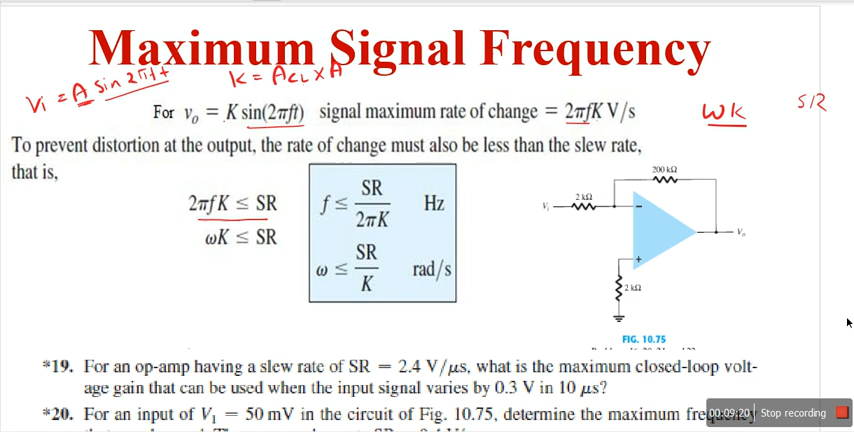 Maximum Signal Frequency
Vi = A sin 2πft
K = ACL × A
For vo = K sin(2πft) signal maximum rate of change = 2πfK V/s
WK
S/R
To prevent distortion at the output, the rate of change must also be less than the slew rate,
that is,
2πfK ≤ SR
ωK ≤ SR
f ≤ SR/2πK Hz
ω ≤ SR/K rad/s
200 kΩ
2 kΩ
V1
−
Vo
+
2 kΩ
FIG. 10.75
*19. For an op-amp having a slew rate of SR = 2.4 V/μs, what is the maximum closed-loop volt-
age gain that can be used when the input signal varies by 0.3 V in 10 μs?
*20. For an input of V1 = 50 mV in the circuit of Fig. 10.75, determine the maximum frequency
00:09:20 Stop recording